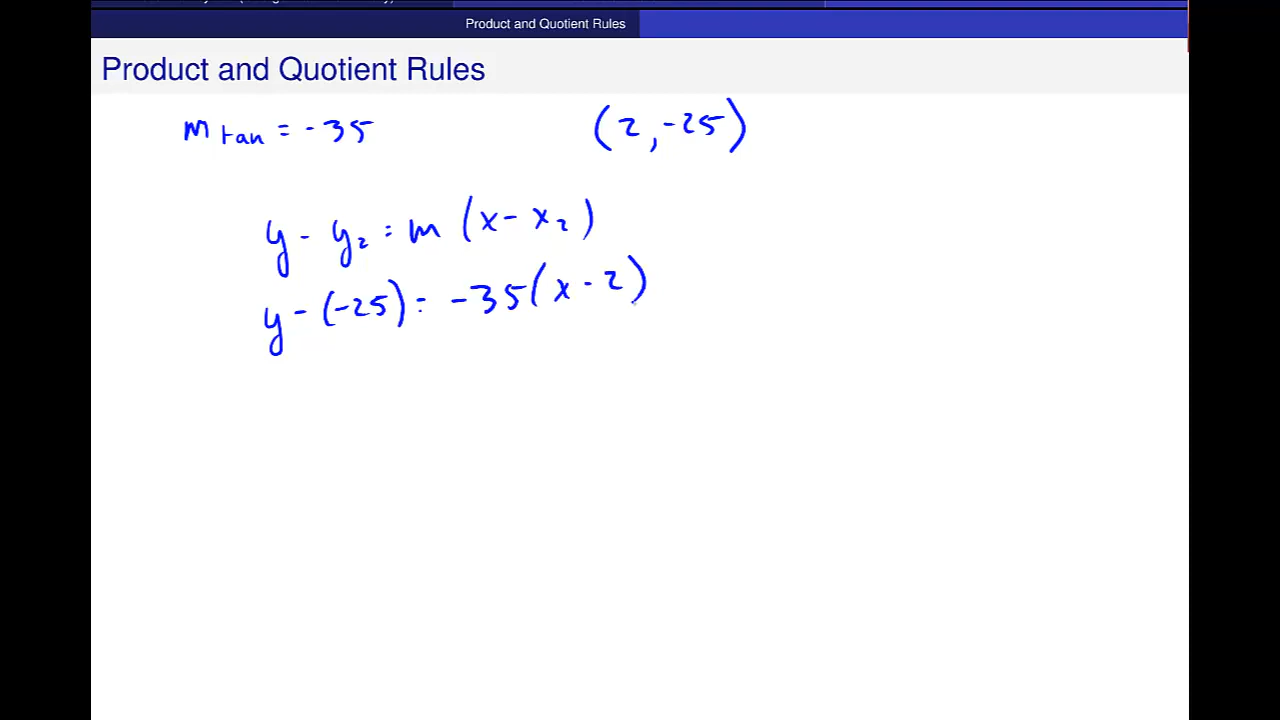 Product and Quotient Rules
Product and Quotient Rules
m tan = -35 (2, -25)
y - y₂ = m (x - x₂)
y - (-25) = -35(x - 2)